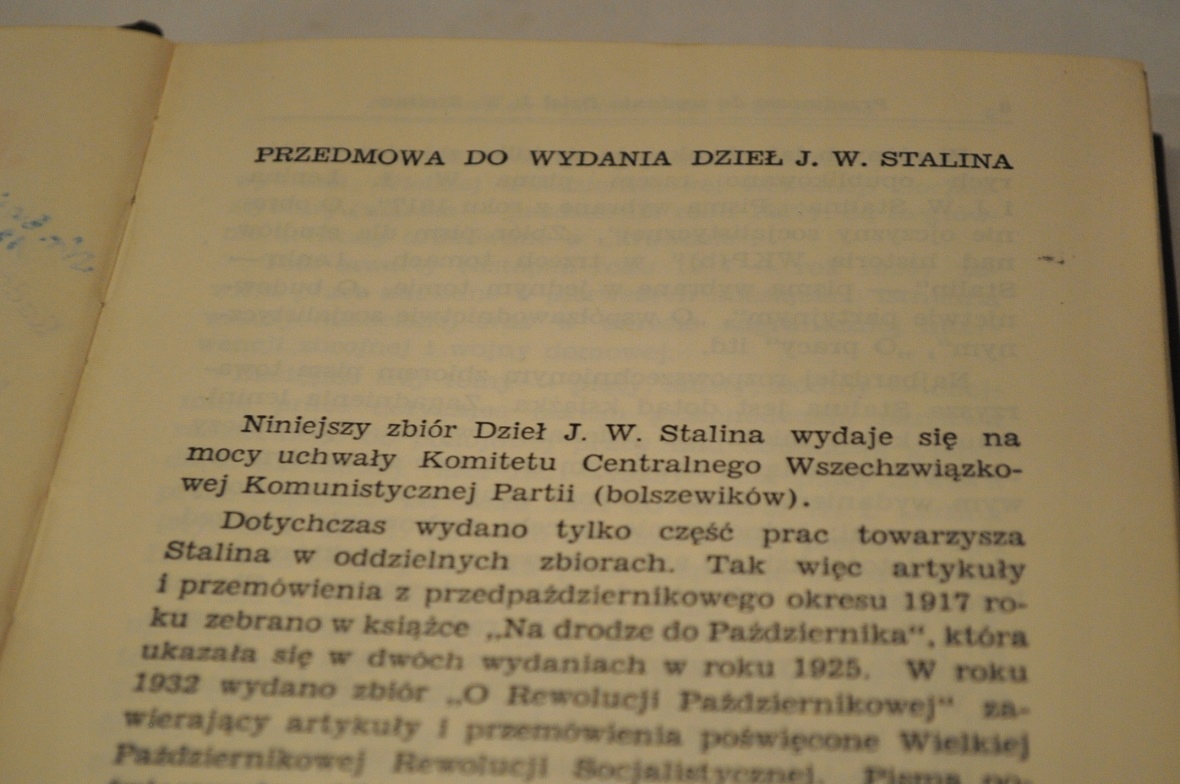 PRZEDMOWA DO WYDANIA DZIEŁ J. W. STALINA
Niniejszy zbiór Dzieł J. W. Stalina wydaje się na
mocy uchwały Komitetu Centralnego Wszechzwiązko-
wej Komunistycznej Partii (bolszewików).
Dotychczas wydano tylko część prac towarzysza
Stalina w oddzielnych zbiorach. Tak więc artykuły
i przemówienia z przedpaździernikowego okresu 1917 ro-
ku zebrano w książce „Na drodze do Października“, która
ukazała się w dwóch wydaniach w roku 1925. W roku
1932 wydano zbiór „O Rewolucji Październikowej“ za-
wierający artykuły i przemówienia poświęcone Wielkiej
Październikowej Rewolucji Socjalistycznej. Pisma po-